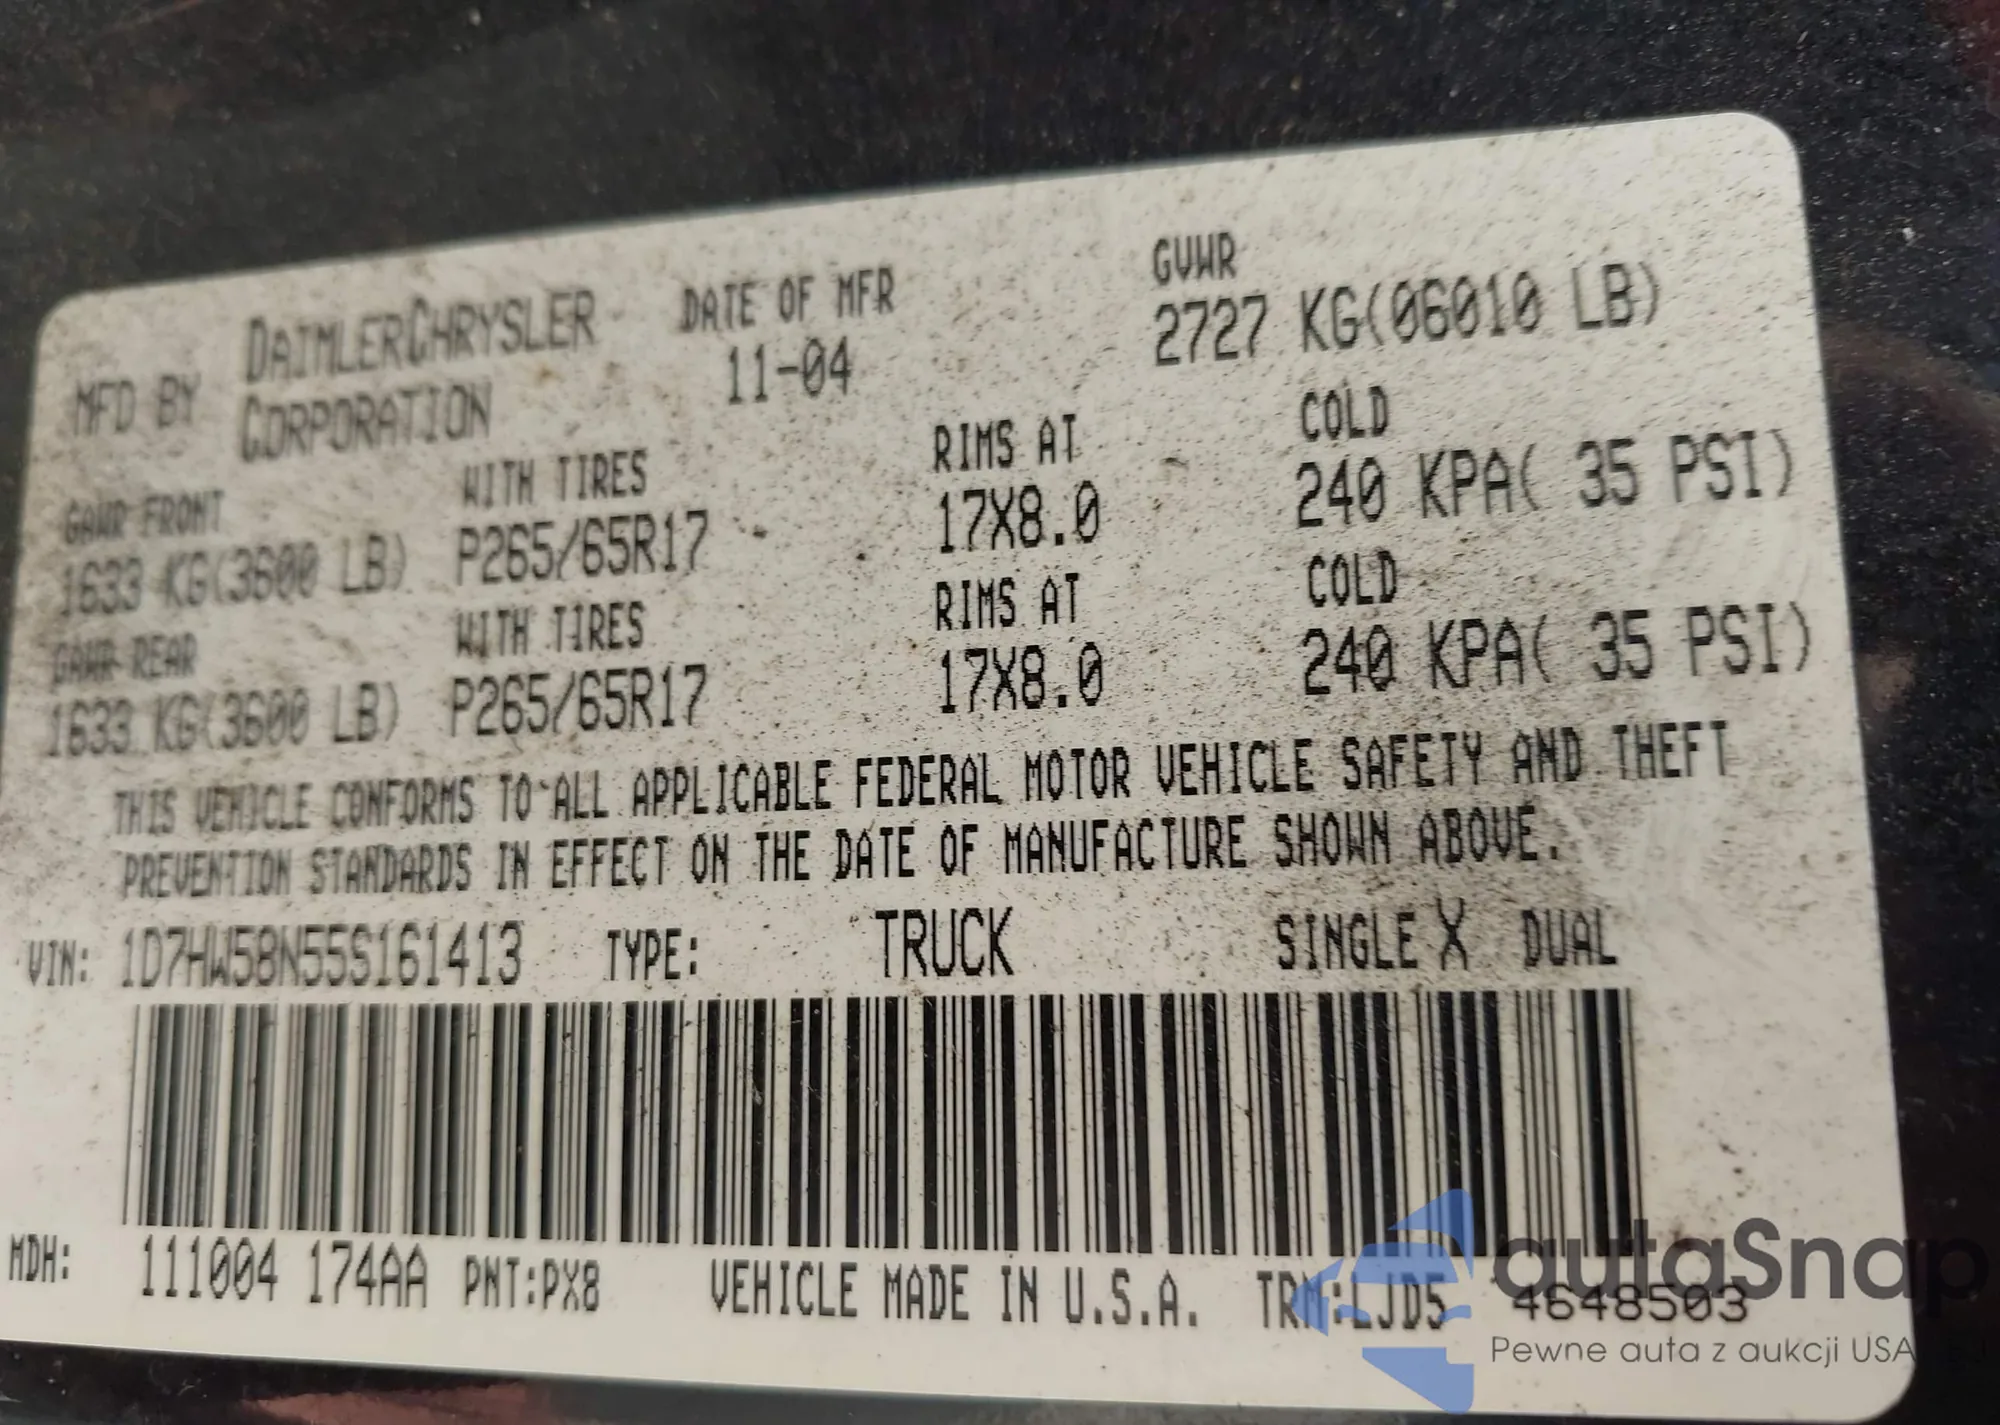 MFD BY DAIMLERCHRYSLER CORPORATION
DATE OF MFR
11-04
GVWR
2727 KG(06010 LB)
GAWR FRONT WITH TIRES RIMS AT COLD
1633 KG(3600 LB) P265/65R17 17X8.0 240 KPA( 35 PSI)
GAWR REAR WITH TIRES RIMS AT COLD
1633 KG(3600 LB) P265/65R17 17X8.0 240 KPA( 35 PSI)
THIS VEHICLE CONFORMS TO ALL APPLICABLE FEDERAL MOTOR VEHICLE SAFETY AND THEFT
PREVENTION STANDARDS IN EFFECT ON THE DATE OF MANUFACTURE SHOWN ABOVE.
VIN: 1D7HW58N55S161413 TYPE: TRUCK SINGLE X DUAL
MDH: 111004 174AA PNT:PX8 VEHICLE MADE IN U.S.A. TRM:LJD5 4648503
autaSnap
Pewne auta z aukcji USA